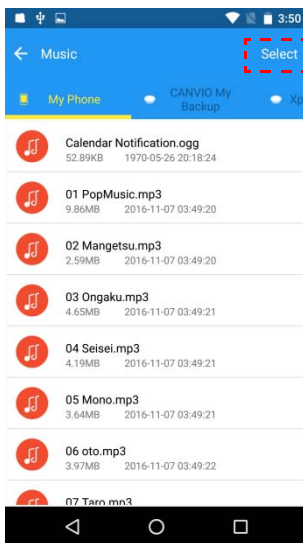 3:50
Music
Select
My Phone
CANVIO My
Backup
Xp
Calendar Notification.ogg
52.89KB 1970-05-26 20:18:24
01 PopMusic.mp3
9.86MB 2016-11-07 03:49:20
02 Mangetsu.mp3
2.59MB 2016-11-07 03:49:20
03 Ongaku.mp3
4.65MB 2016-11-07 03:49:21
04 Seisei.mp3
4.19MB 2016-11-07 03:49:21
05 Mono.mp3
3.64MB 2016-11-07 03:49:21
06 oto.mp3
3.97MB 2016-11-07 03:49:22
07 Taro.mp3